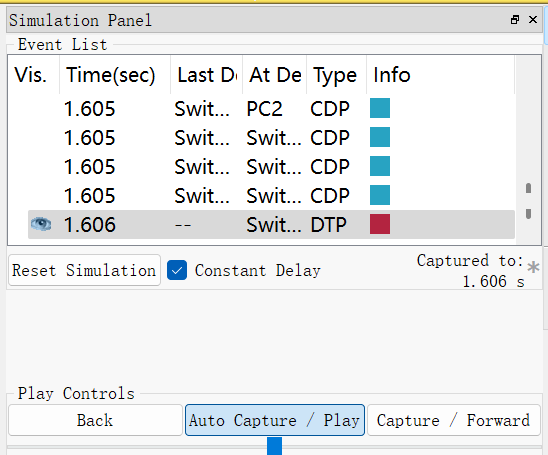 Simulation Panel
Event List
Vis. Time(sec) Last De At De Type Info
1.605 Swit... PC2 CDP
1.605 Swit... Swit... CDP
1.605 Swit... Swit... CDP
1.605 Swit... Swit... CDP
1.606 -- Swit... DTP
Reset Simulation Constant Delay Captured to: *
1.606 s
Play Controls
Back Auto Capture / Play Capture / Forward